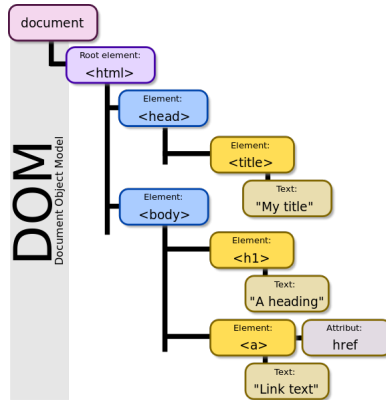 document
Root element:
<html>
Element:
<head>
Element:
<title>
Text:
"My title"
Element:
<body>
Element:
<h1>
Text:
"A heading"
Element:
<a>
Attribut:
href
Text:
"Link text"
DOM
Document Object Model